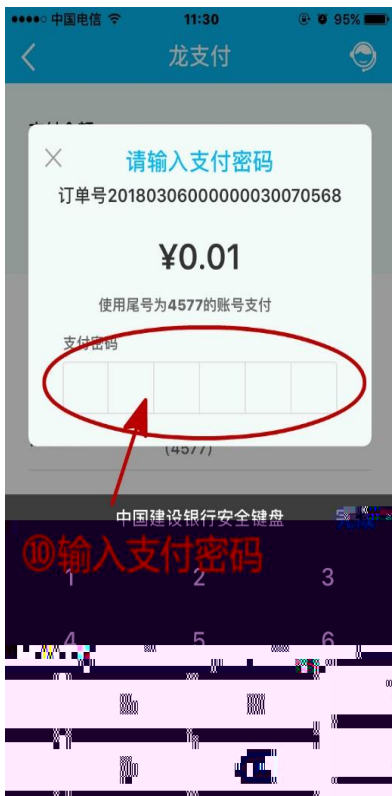 中国电信 11:30 95%
龙支付
请输入支付密码
订单号20180306000000030070568
¥0.01
使用尾号为4577的账号支付
支付密码
(4577)
中国建设银行安全键盘
⑩输入支付密码
1 2 3
4 5 6